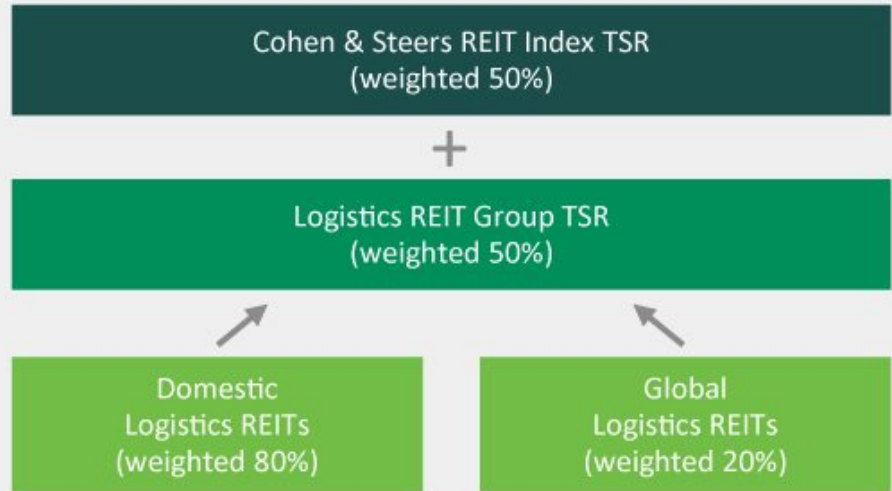 Cohen & Steers REIT Index TSR
(weighted 50%)
+
Logistics REIT Group TSR
(weighted 50%)
Domestic
Logistics REITs
(weighted 80%)
Global
Logistics REITs
(weighted 20%)